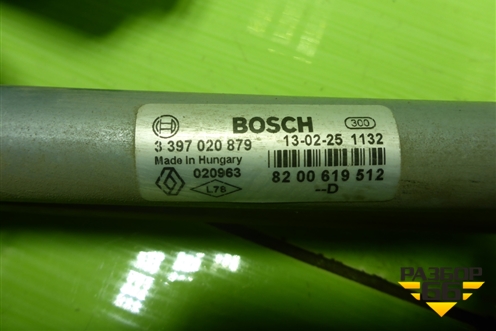 BOSCH 300
3 397 020 879 13-02-25 1132
Made in Hungary
020963 82 00 619 512
L79 --D
РАЗБОР